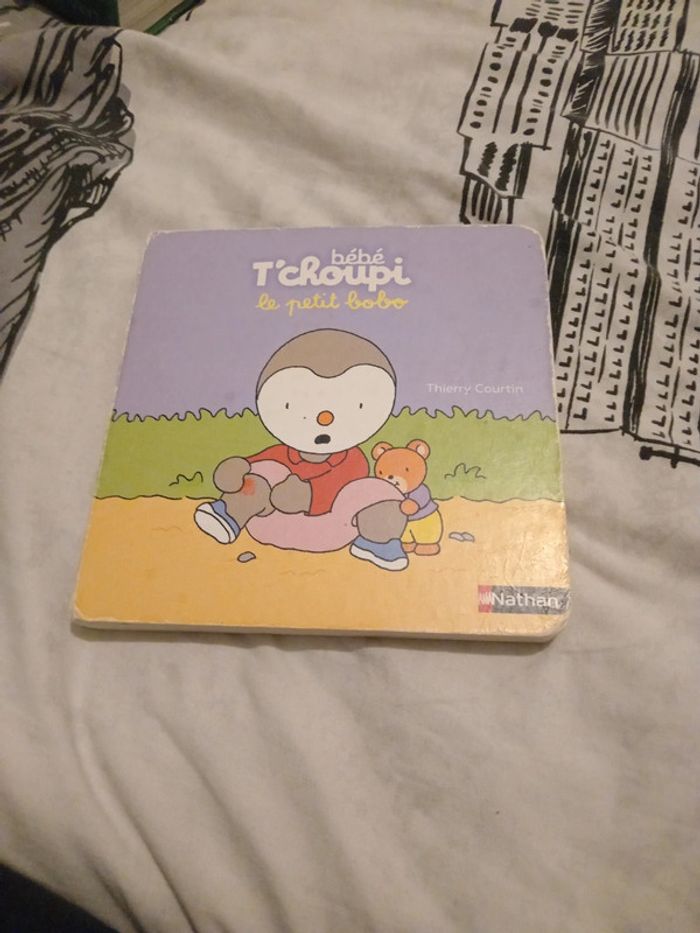 bébé
T'choupi
le petit bobo
Thierry Courtin
Nathan